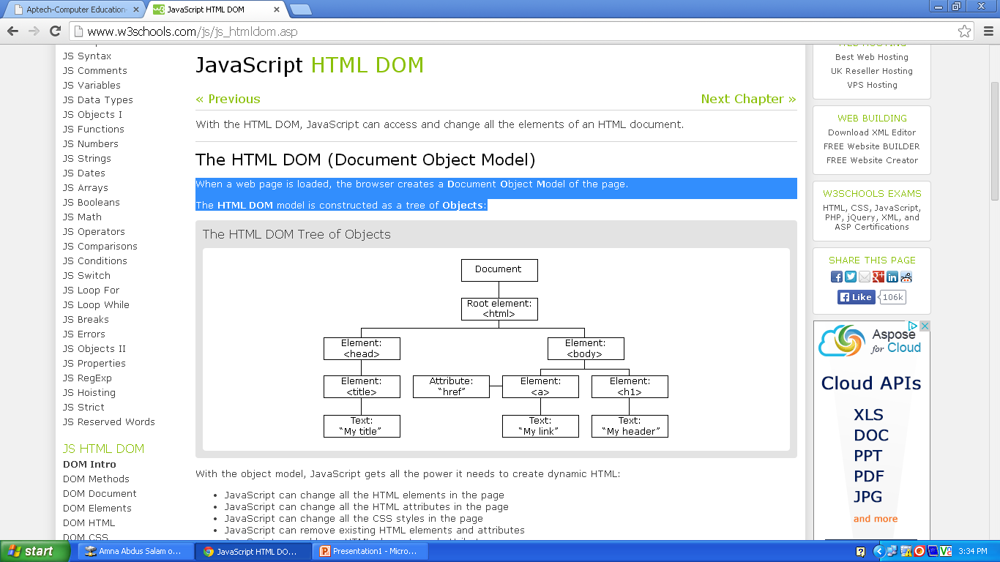 Aptech-Computer Education-
JavaScript HTML DOM
www.w3schools.com/js/js_htmldom.asp
JS Syntax
JS Comments
JS Variables
JS Data Types
JS Objects I
JS Functions
JS Numbers
JS Strings
JS Dates
JS Arrays
JS Booleans
JS Math
JS Operators
JS Comparisons
JS Conditions
JS Switch
JS Loop For
JS Loop While
JS Breaks
JS Errors
JS Objects II
JS Properties
JS RegExp
JS Hoisting
JS Strict
JS Reserved Words
JS HTML DOM
DOM Intro
DOM Methods
DOM Document
DOM Elements
DOM HTML
DOM CSS
JavaScript HTML DOM
« Previous
Next Chapter »
With the HTML DOM, JavaScript can access and change all the elements of an HTML document.
The HTML DOM (Document Object Model)
When a web page is loaded, the browser creates a Document Object Model of the page.
The HTML DOM model is constructed as a tree of Objects:
The HTML DOM Tree of Objects
Document
Root element:
<html>
Element:
<head>
Element:
<body>
Element:
<title>
Attribute:
“href”
Element:
<a>
Element:
<h1>
Text:
“My title”
Text:
“My link”
Text:
“My header”
With the object model, JavaScript gets all the power it needs to create dynamic HTML:
• JavaScript can change all the HTML elements in the page
• JavaScript can change all the HTML attributes in the page
• JavaScript can change all the CSS styles in the page
• JavaScript can remove existing HTML elements and attributes
WEB HOSTING
Best Web Hosting
UK Reseller Hosting
VPS Hosting
WEB BUILDING
Download XML Editor
FREE Website BUILDER
FREE Website Creator
W3SCHOOLS EXAMS
HTML, CSS, JavaScript,
PHP, jQuery, XML, and
ASP Certifications
SHARE THIS PAGE
Like
106k
Aspose
for Cloud
Cloud APIs
XLS
DOC
PPT
PDF
JPG
and more
start
Amna Abdus Salam o...
JavaScript HTML DO...
Presentation1 - Micro...
3:34 PM